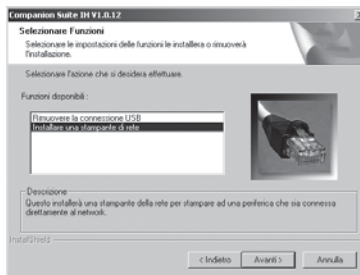 Companion Suite IH V1.0.12
Selezionare Funzioni
Selezionare le impostazioni delle funzioni le installera o rimuoverà
l'installazione.
Selezionare l'azione che si desidera effettuare.
Funzioni disponibili :
Rimuovere la connessione USB
Installare una stampante di rete
Descrizione
Questo installerà una stampante della rete per stampare ad una periferica che sia connessa
direttamente al network.
InstallShield
< Indietro
Avanti >
Annulla